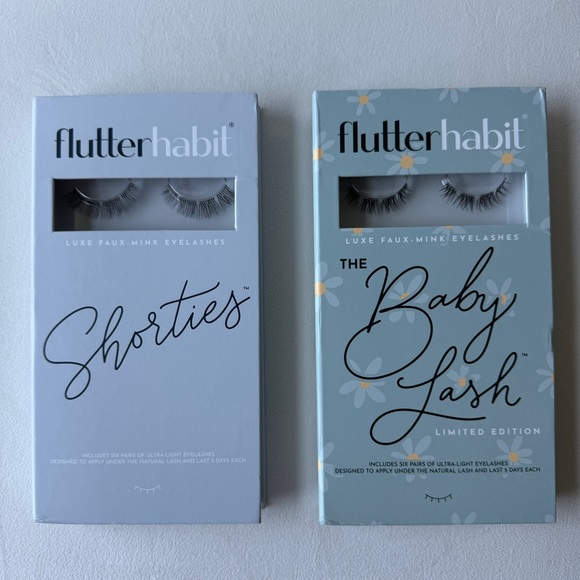 flutterhabit®
LUXE FAUX-MINK EYELASHES
Shorties™
INCLUDES SIX PAIRS OF ULTRA-LIGHT EYELASHES
DESIGNED TO APPLY UNDER THE NATURAL LASH AND LAST 5 DAYS EACH
flutterhabit®
LUXE FAUX-MINK EYELASHES
THE
Baby
Lash™
LIMITED EDITION
INCLUDES SIX PAIRS OF ULTRA-LIGHT EYELASHES
DESIGNED TO APPLY UNDER THE NATURAL LASH AND LAST 5 DAYS EACH